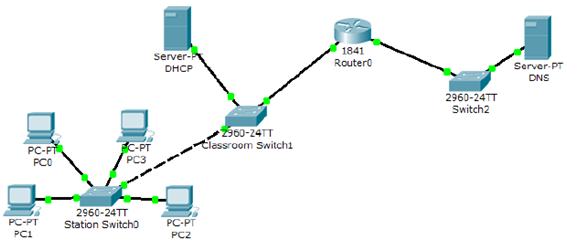 Server-PT
DHCP
1841
Router0
Server-PT
DNS
2960-24TT
Switch2
2960-24TT
Classroom Switch1
PC-PT
PC0
PC-PT
PC3
PC-PT
PC1
2960-24TT
Station Switch0
PC-PT
PC2